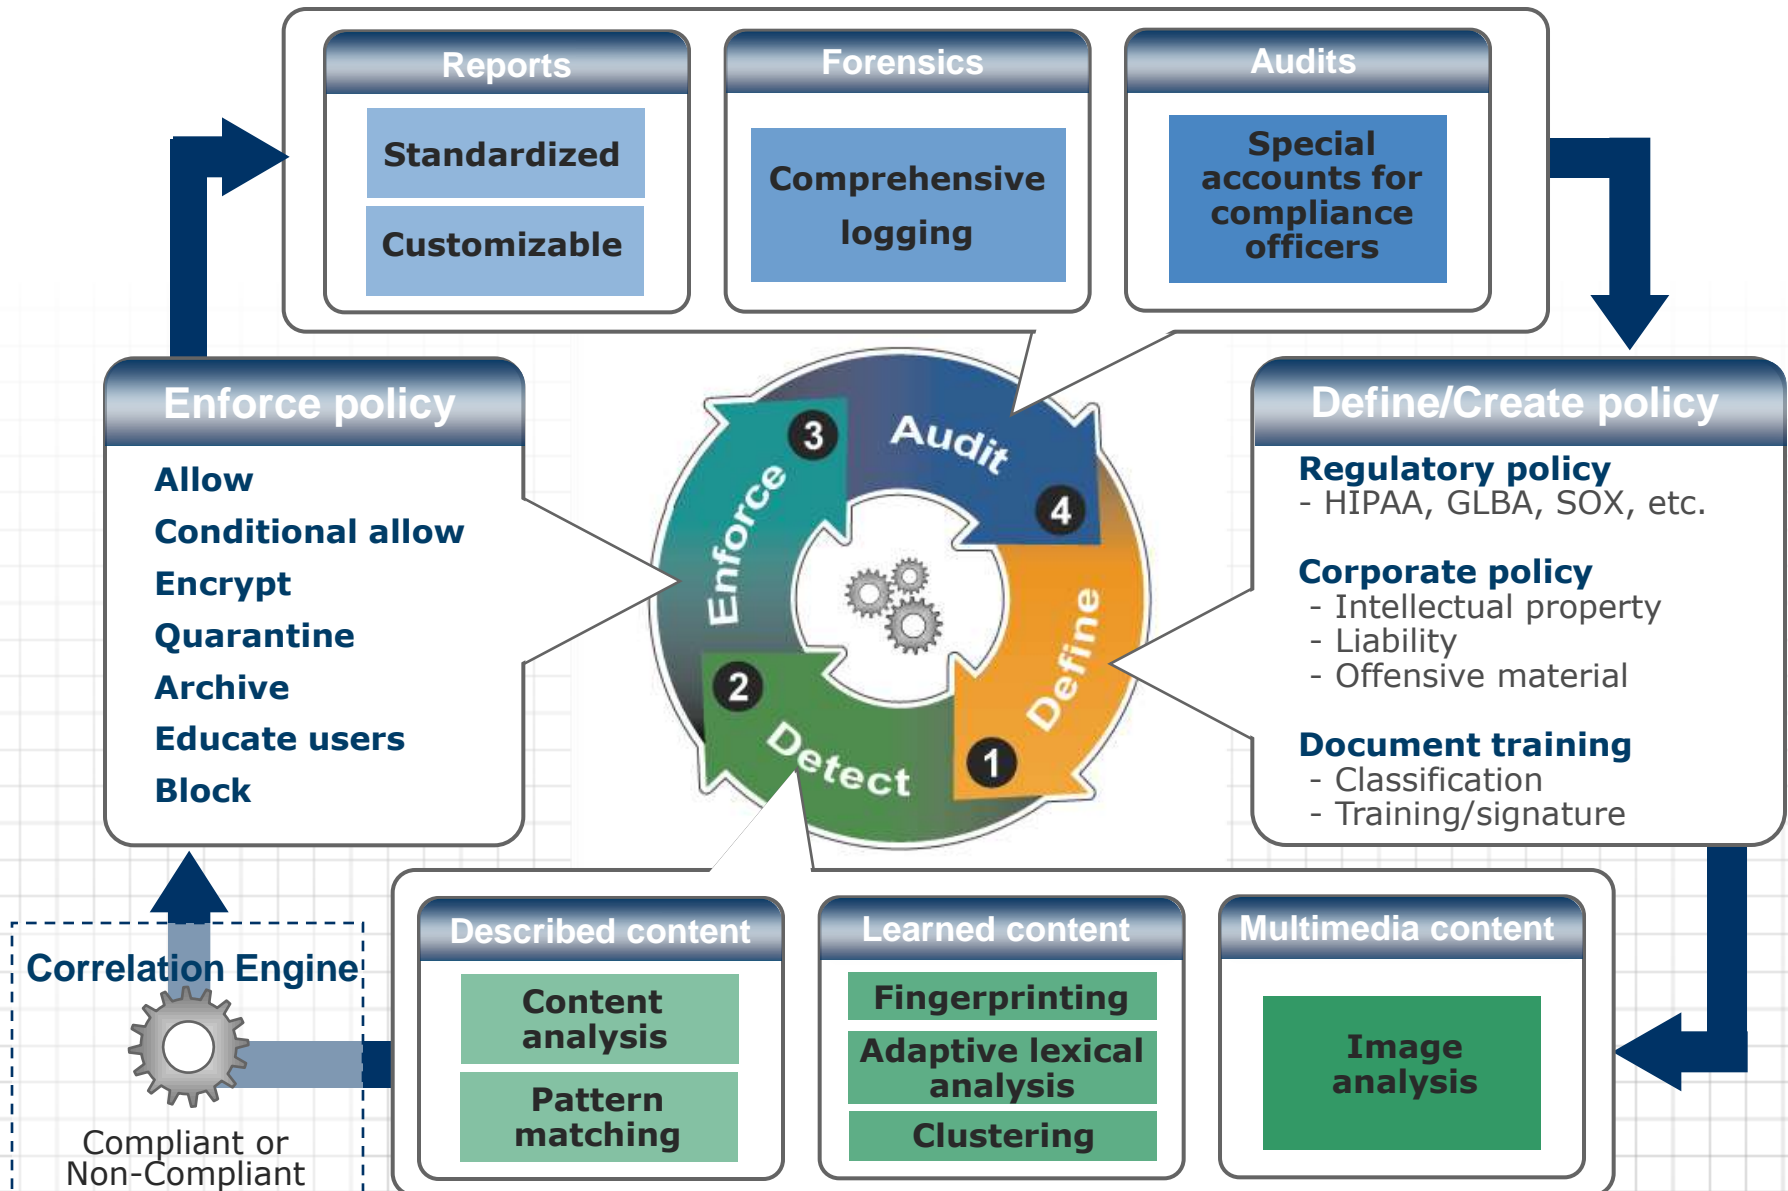 Reports
Standardized
Customizable
Forensics
Comprehensive
logging
Audits
Special
accounts for
compliance
officers
Enforce policy
Allow
Conditional allow
Encrypt
Quarantine
Archive
Educate users
Block
3
Enforce
Audit
4
Define
1
2
Detect
Define/Create policy
Regulatory policy
- HIPAA, GLBA, SOX, etc.
Corporate policy
- Intellectual property
- Liability
- Offensive material
Document training
- Classification
- Training/signature
Correlation Engine
Compliant or
Non-Compliant
Described content
Content
analysis
Pattern
matching
Learned content
Fingerprinting
Adaptive lexical
analysis
Clustering
Multimedia content
Image
analysis